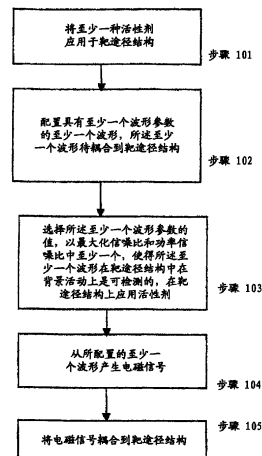 将至少一种活性剂
应用于靶途径结构
步骤 101
配置具有至少一个波形参数
的至少一个波形，所述至少
一个波形待耦合到靶途径结构
步骤 102
选择所述至少一个波形参数的
值，以最大化信噪比和功率信
噪比中至少一个，使得所述至
少一个波形在靶途径结构中在
背景活动上是可检测的，在靶
途径结构上应用活性剂
步骤 103
从所配置的至少一
个波形产生电磁信号
步骤 104
步骤 105
将电磁信号耦合到靶途径结构